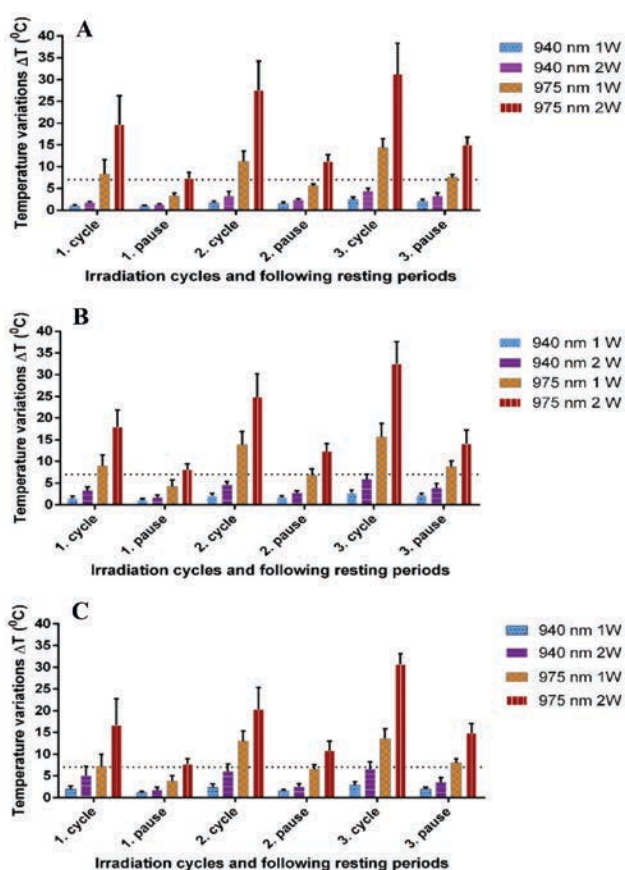 A
Temperature variations ΔT (⁰C)
40
35
30
25
20
15
10
5
0
1. cycle
1. pause
2. cycle
2. pause
3. cycle
3. pause
Irradiation cycles and following resting periods
940 nm 1W
940 nm 2W
975 nm 1W
975 nm 2W
B
Temperature variations ΔT (⁰C)
40
35
30
25
20
15
10
5
0
1. cycle
1. pause
2. cycle
2. pause
3. cycle
3. pause
Irradiation cycles and following resting periods
940 nm 1 W
940 nm 2 W
975 nm 1 W
975 nm 2 W
C
Temperature variations ΔT (⁰C)
40
35
30
25
20
15
10
5
0
1. cycle
1. pause
2. cycle
2. pause
3. cycle
3. pause
Irradiation cycles and following resting periods
940 nm 1W
940 nm 2W
975 nm 1W
975 nm 2W